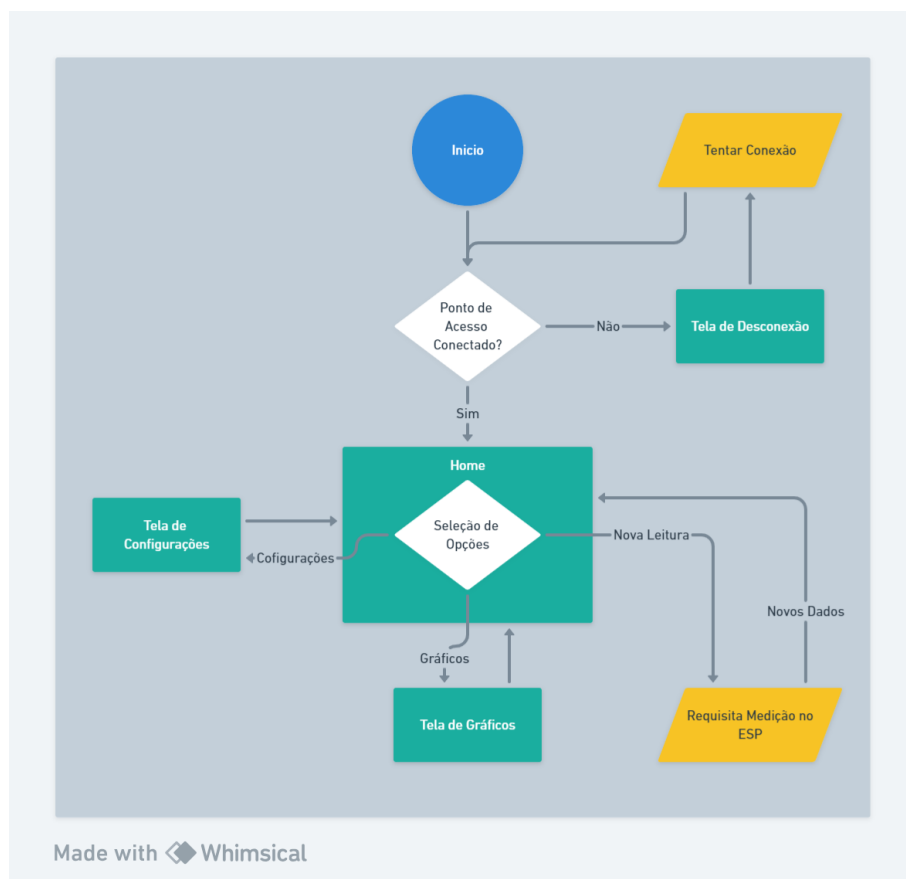 Inicio
Tentar Conexão
Ponto de
Acesso
Conectado?
Não
Tela de Desconexão
Sim
Home
Seleção de
Opções
Tela de
Configurações
Cofigurações
Nova Leitura
Novos Dados
Gráficos
Tela de Gráficos
Requisita Medição no
ESP
Made with Whimsical